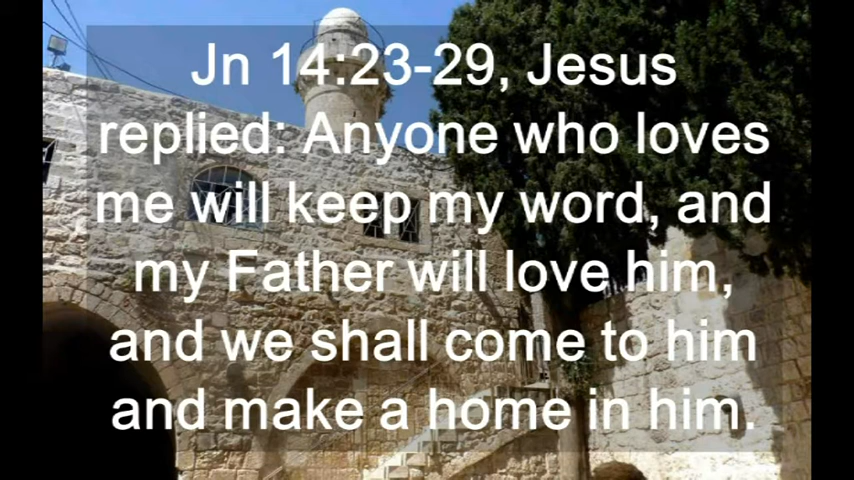 Jn 14:23-29, Jesus
replied: Anyone who loves
me will keep my word, and
my Father will love him,
and we shall come to him
and make a home in him.